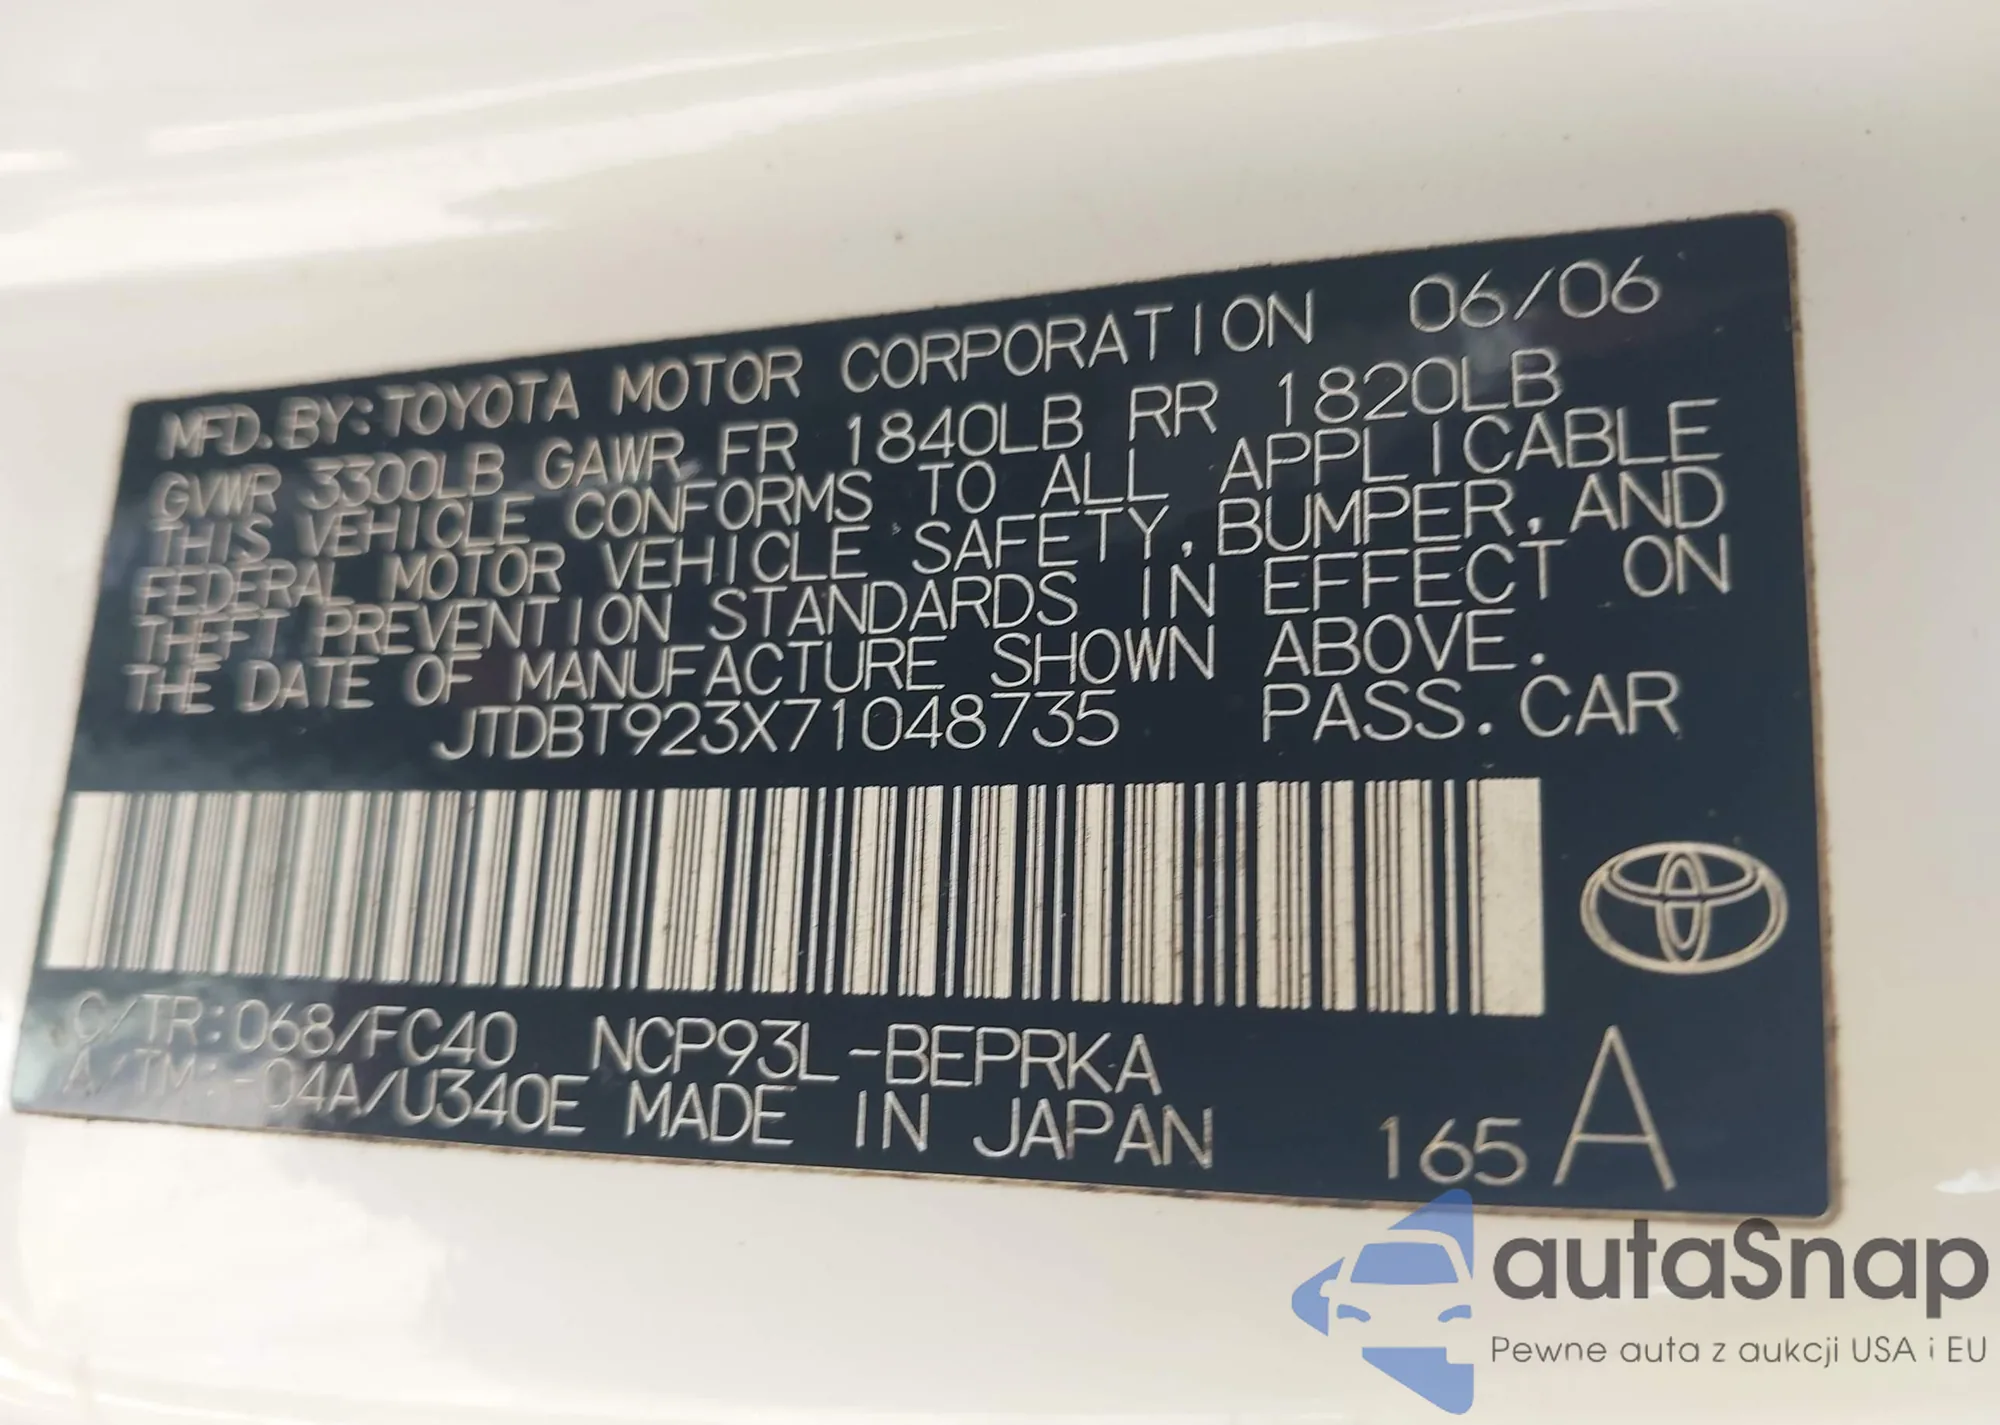 MFD. BY: TOYOTA MOTOR CORPORATION 06/06
GVWR 3300LB GAWR FR 1840LB RR 1820LB
THIS VEHICLE CONFORMS TO ALL APPLICABLE
FEDERAL MOTOR VEHICLE SAFETY, BUMPER, AND
THEFT PREVENTION STANDARDS IN EFFECT ON
THE DATE OF MANUFACTURE SHOWN ABOVE.
JTDBT923X71048735 PASS. CAR
C/TR: 068/FC40 NCP93L-BEPRKA
A/TM: -04A/U340E MADE IN JAPAN 165 A
autaSnap
Pewne auta z aukcji USA i EU